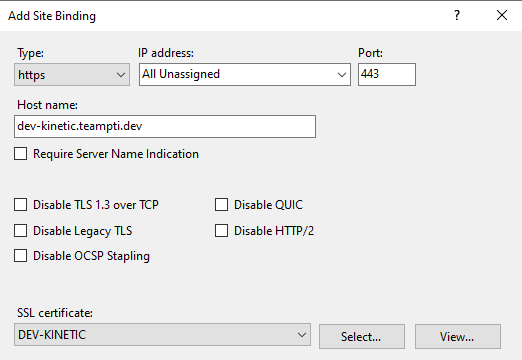 Add Site Binding
?
Type: IP address: Port:
https All Unassigned 443
Host name:
dev-kinetic.teampti.dev
Require Server Name Indication
Disable TLS 1.3 over TCP Disable QUIC
Disable Legacy TLS Disable HTTP/2
Disable OCSP Stapling
SSL certificate:
DEV-KINETIC Select... View...